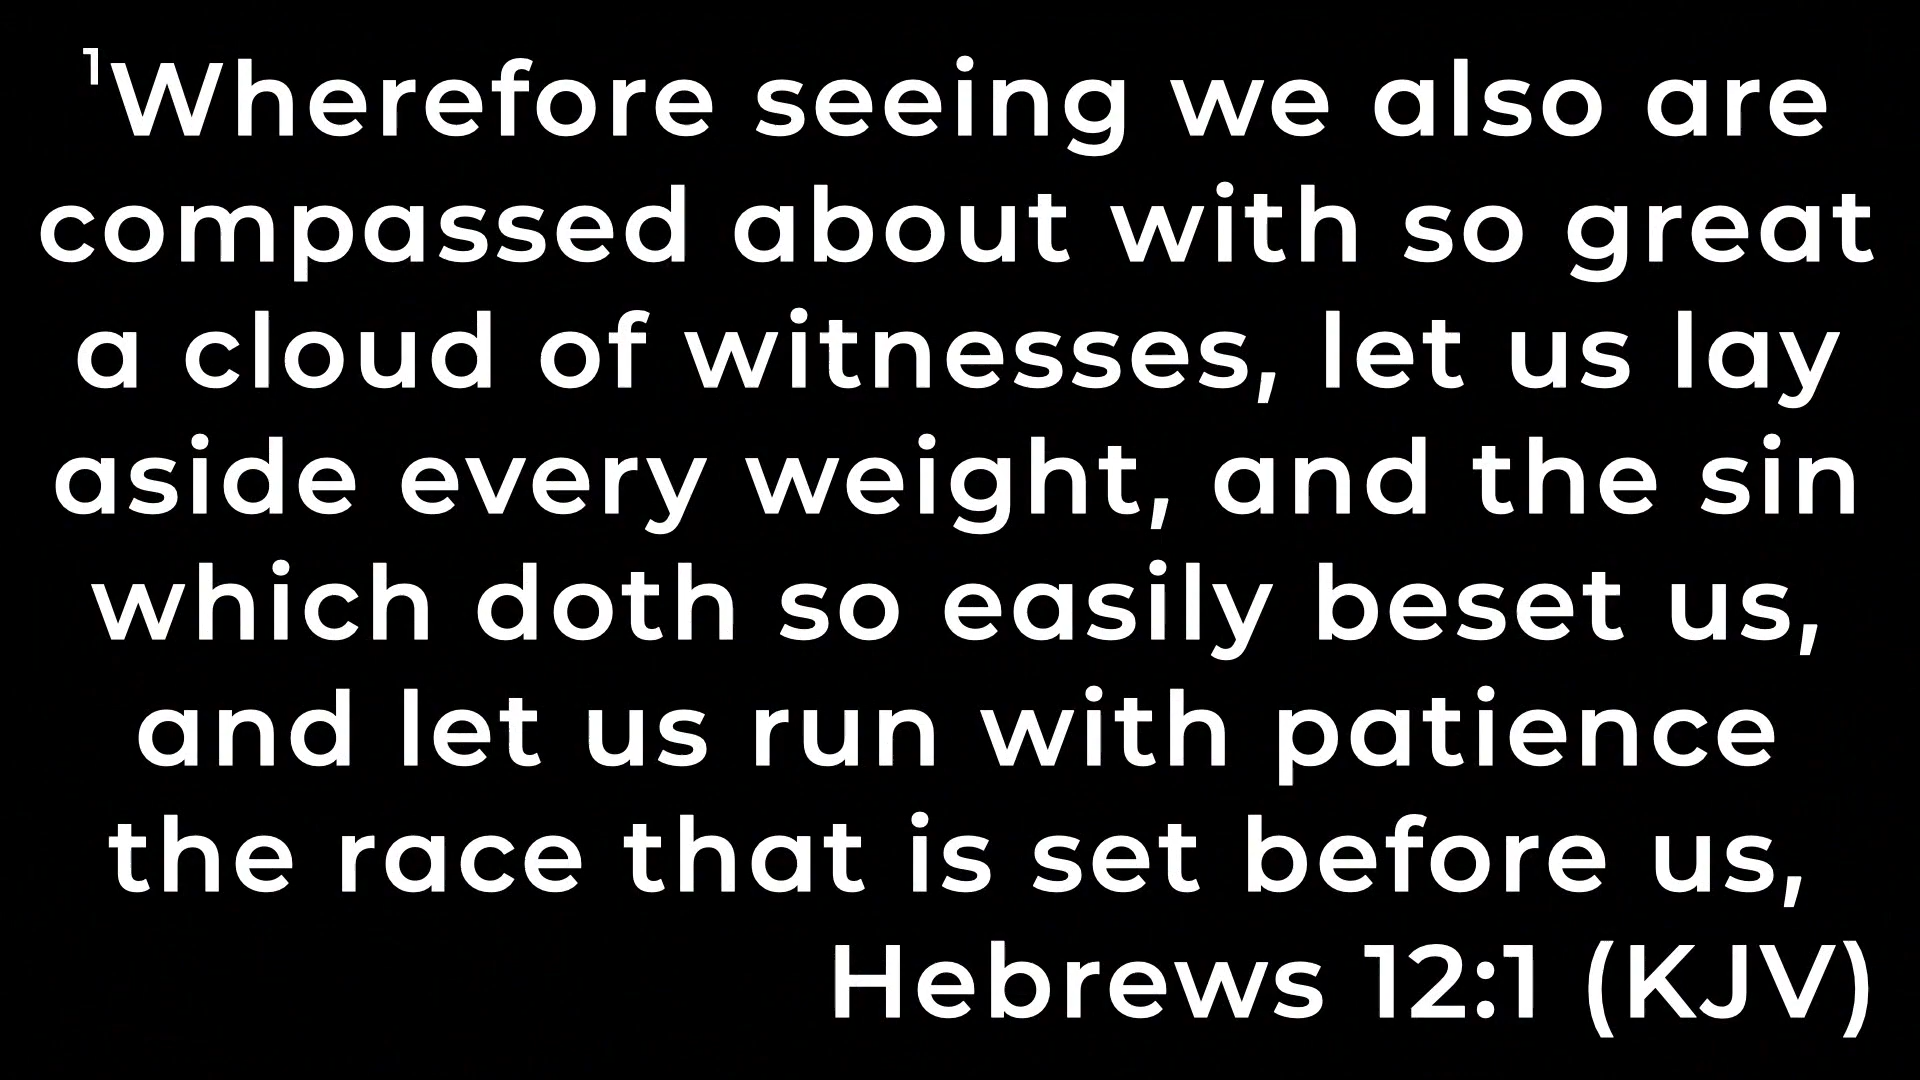 ¹Wherefore seeing we also are
compassed about with so great
a cloud of witnesses, let us lay
aside every weight, and the sin
which doth so easily beset us,
and let us run with patience
the race that is set before us,
Hebrews 12:1 (KJV)